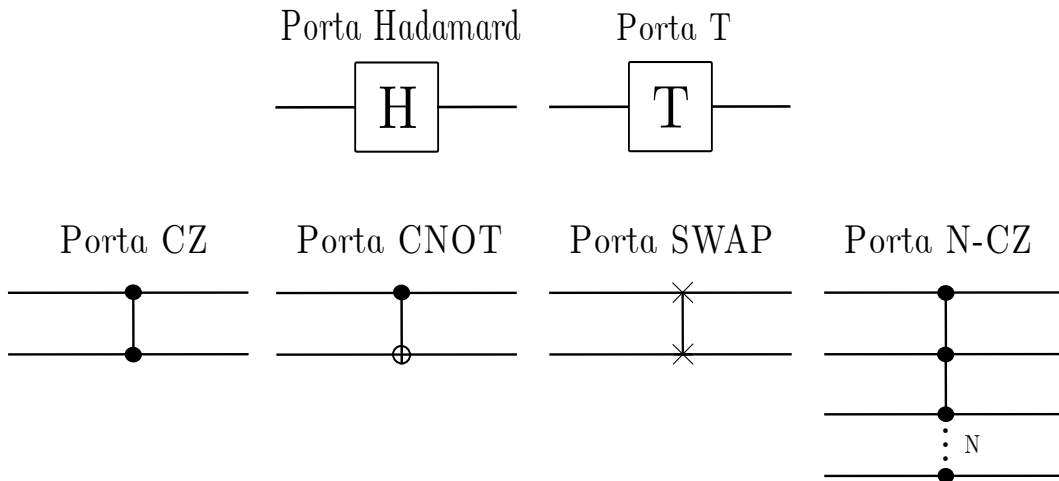 Porta Hadamard
Porta T
H
T
Porta CZ
Porta CNOT
Porta SWAP
Porta N-CZ
N